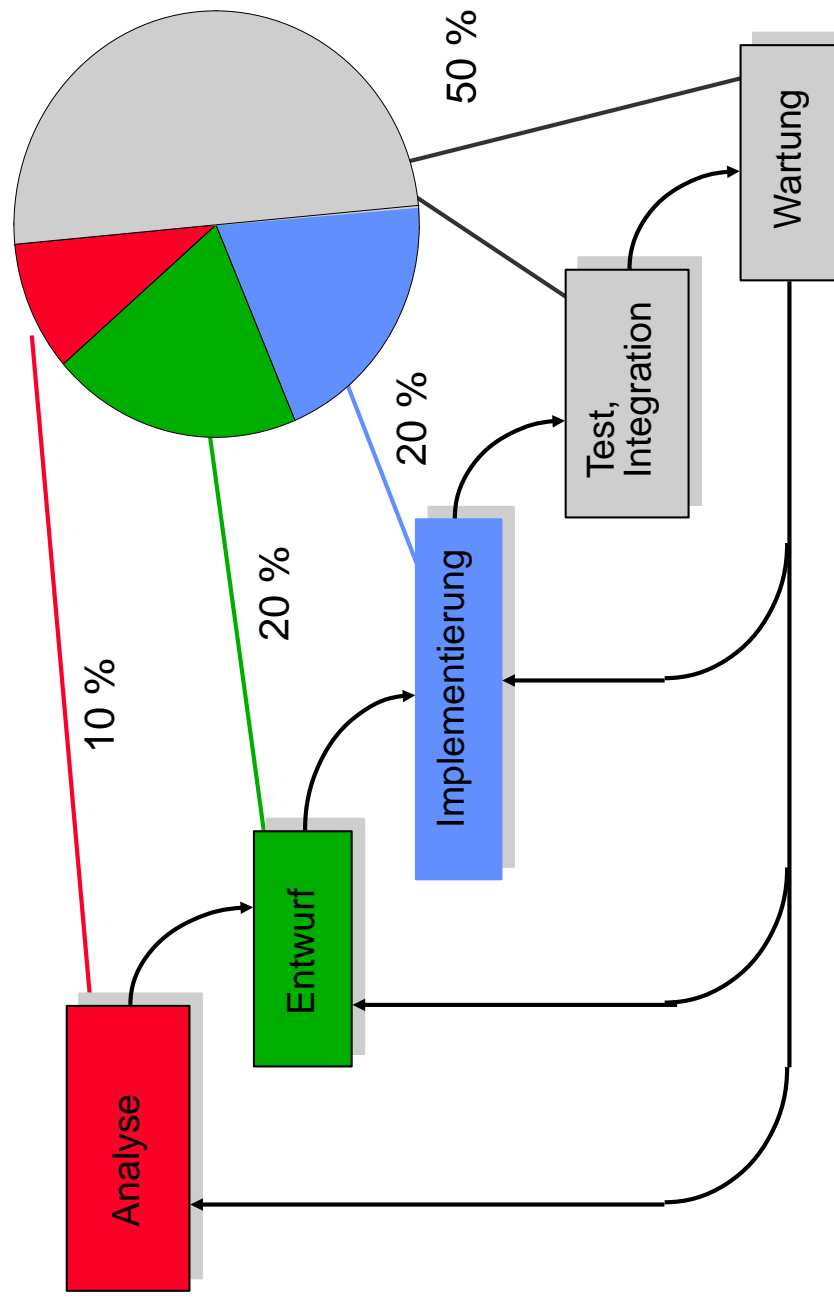 Analyse
10 %
Entwurf
20 %
Implementierung
20 %
Test,
Integration
50 %
Wartung